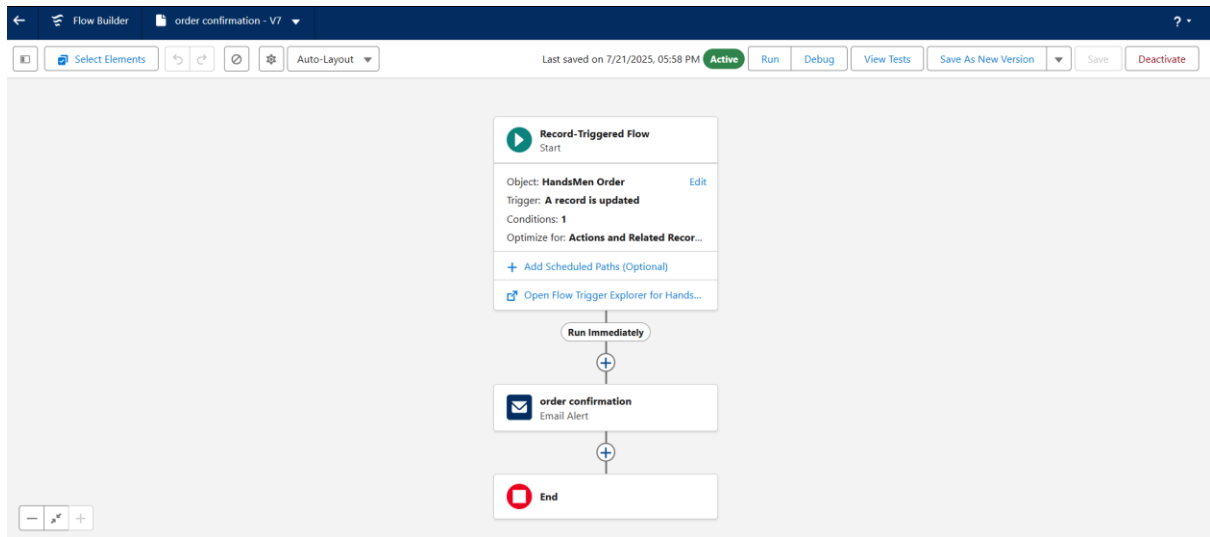 Flow Builder order confirmation - V7
? 
Select Elements Auto-Layout Last saved on 7/21/2025, 05:58 PM Active Run Debug View Tests Save As New Version Save Deactivate
Record-Triggered Flow
Start
Object: HandsMen Order Edit
Trigger: A record is updated
Conditions: 1
Optimize for: Actions and Related Recor...
+ Add Scheduled Paths (Optional)
Open Flow Trigger Explorer for Hands...
Run Immediately
order confirmation
Email Alert
End